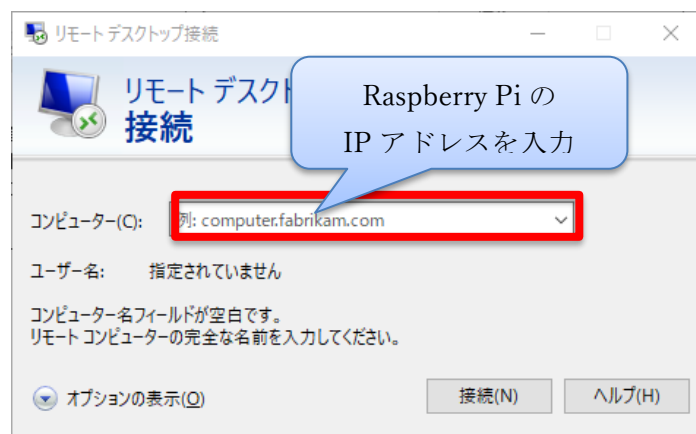 リモート デスクトップ接続
リモート デスクト
接続
Raspberry Pi の
IP アドレスを入力
コンピューター(C):
例: computer.fabrikam.com
ユーザー名:
指定されていません
コンピューター名フィールドが空白です。
リモート コンピューターの完全な名前を入力してください。
オプションの表示(O)
接続(N)
ヘルプ(H)